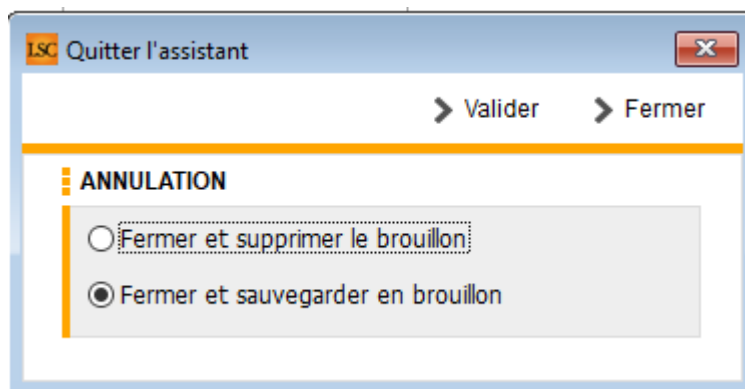 LSC Quitter l'assistant
Valider Fermer
ANNULATION
Fermer et supprimer le brouillon
Fermer et sauvegarder en brouillon